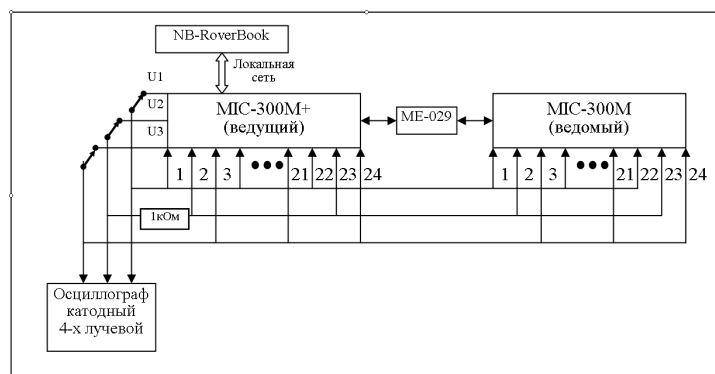 NB-RoverBook
Локальная
сеть
U1
U2
U3
MIC-300M+
(ведущий)
ME-029
MIC-300M
(ведомый)
1 2 3 21 22 23 24
1 2 3 21 22 23 24
1кОм
Осциллограф
катодный
4-х лучевой